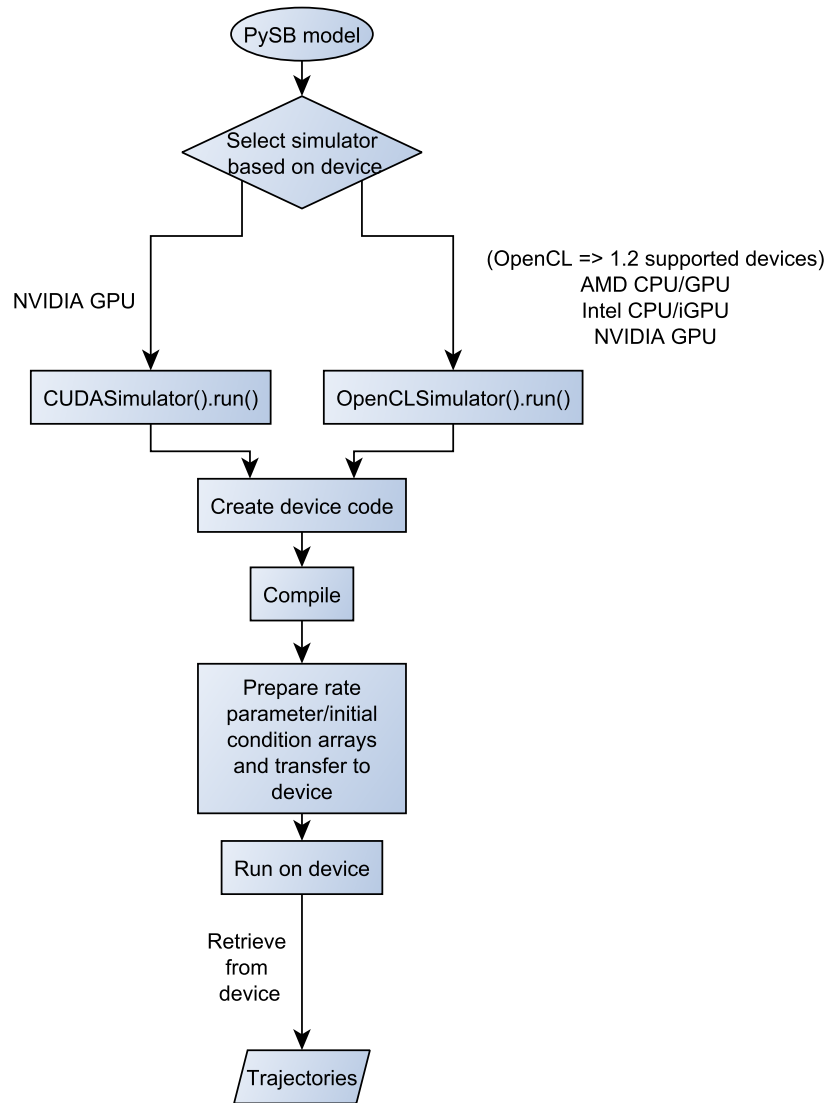 PySB model
Select simulator
based on device
NVIDIA GPU
(OpenCL => 1.2 supported devices)
AMD CPU/GPU
Intel CPU/iGPU
NVIDIA GPU
CUDASimulator().run()
OpenCLSimulator().run()
Create device code
Compile
Prepare rate
parameter/initial
condition arrays
and transfer to
device
Run on device
Retrieve
from
device
Trajectories